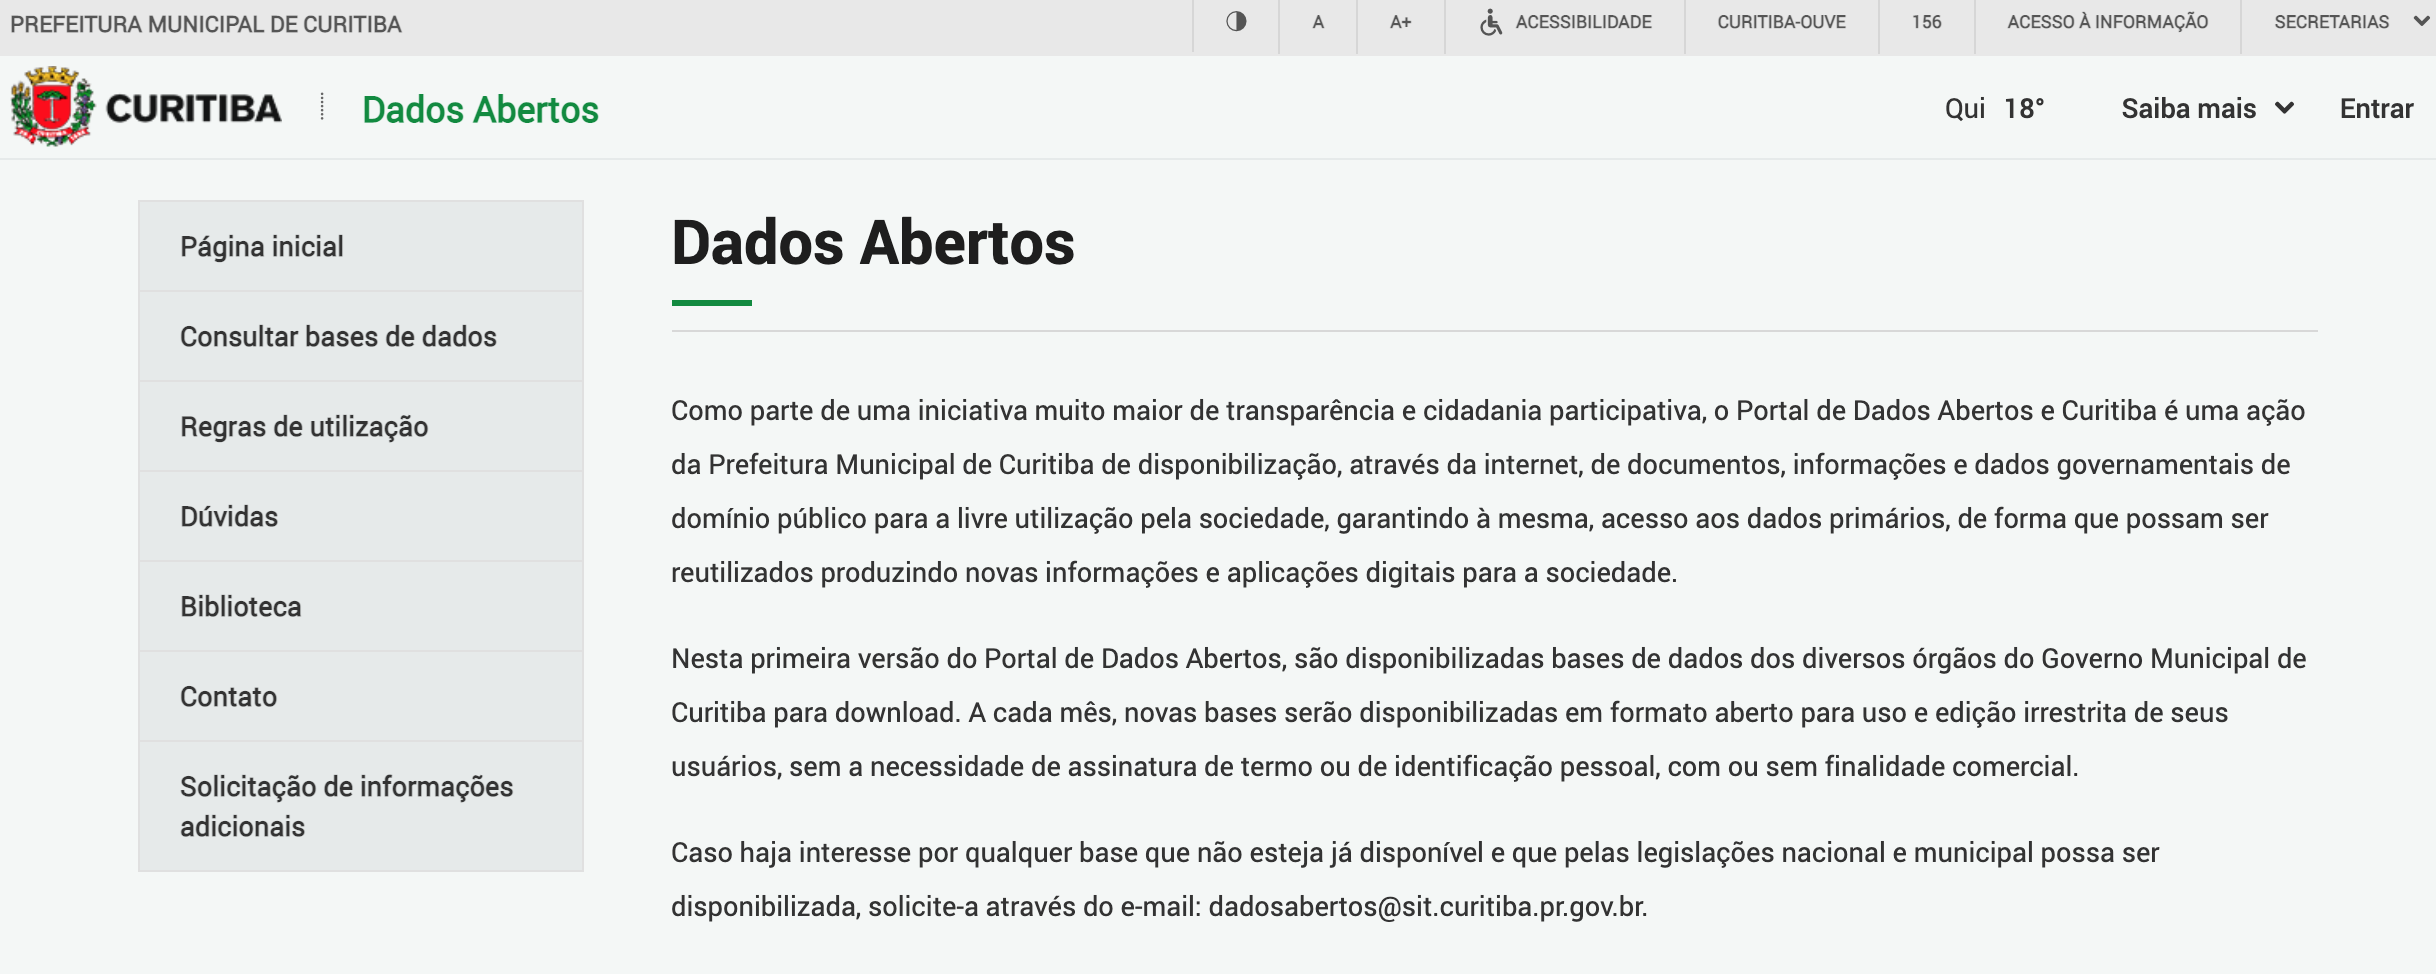 PREFEITURA MUNICIPAL DE CURITIBA
A
A+
ACESSIBILIDADE
CURITIBA-OUVE
156
ACESSO À INFORMAÇÃO
SECRETARIAS
CURITIBA
Dados Abertos
Qui 18°
Saiba mais
Entrar
Página inicial
Consultar bases de dados
Regras de utilização
Dúvidas
Biblioteca
Contato
Solicitação de informações
adicionais
Dados Abertos
Como parte de uma iniciativa muito maior de transparência e cidadania participativa, o Portal de Dados Abertos e Curitiba é uma ação
da Prefeitura Municipal de Curitiba de disponibilização, através da internet, de documentos, informações e dados governamentais de
domínio público para a livre utilização pela sociedade, garantindo à mesma, acesso aos dados primários, de forma que possam ser
reutilizados produzindo novas informações e aplicações digitais para a sociedade.
Nesta primeira versão do Portal de Dados Abertos, são disponibilizadas bases de dados dos diversos órgãos do Governo Municipal de
Curitiba para download. A cada mês, novas bases serão disponibilizadas em formato aberto para uso e edição irrestrita de seus
usuários, sem a necessidade de assinatura de termo ou de identificação pessoal, com ou sem finalidade comercial.
Caso haja interesse por qualquer base que não esteja já disponível e que pelas legislações nacional e municipal possa ser
disponibilizada, solicite-a através do e-mail: dadosabertos@sit.curitiba.pr.gov.br.